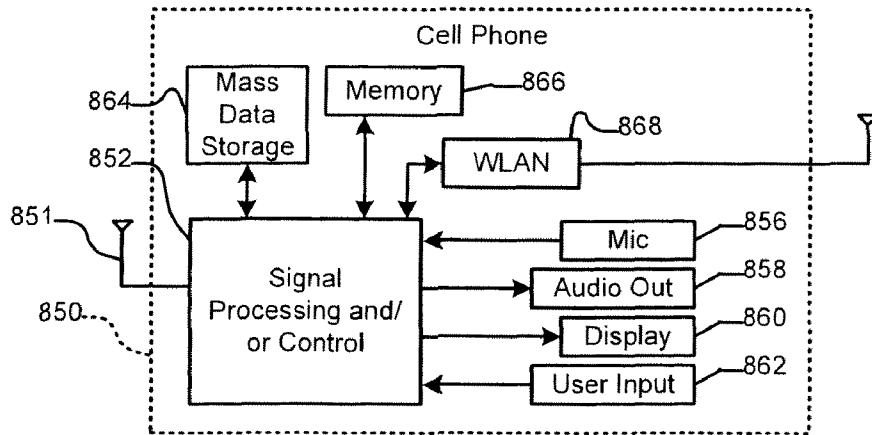 Cell Phone
Mass
Data
Storage
864
Memory
866
868
WLAN
852
851
Signal
Processing and/
or Control
850
Mic
856
Audio Out
858
Display
860
User Input
862